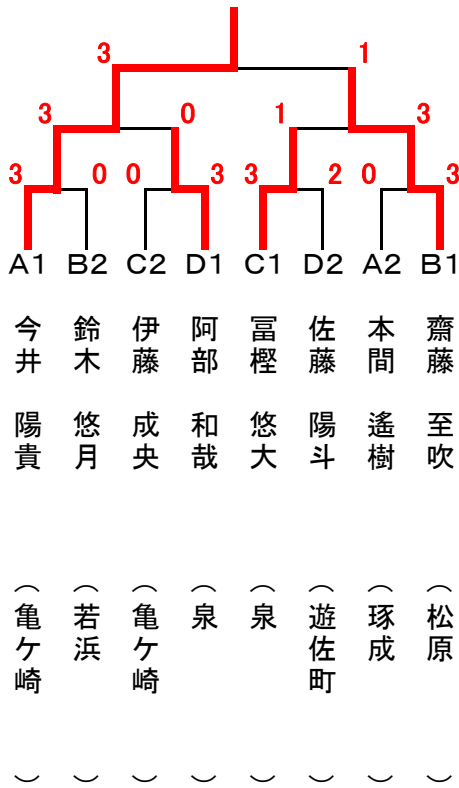 3 1
3 0 1 3
3 0 0 3 3 2 0 3
A1 B2 C2 D1 C1 D2 A2 B1
今井 陽貴 （亀ケ崎）
鈴木 悠月 （若浜）
伊藤 成央 （亀ケ崎）
阿部 和哉 （泉）
冨樫 悠大 （泉）
佐藤 陽斗 （遊佐町）
本間 遙樹 （琢成）
齋藤 至吹 （松原）